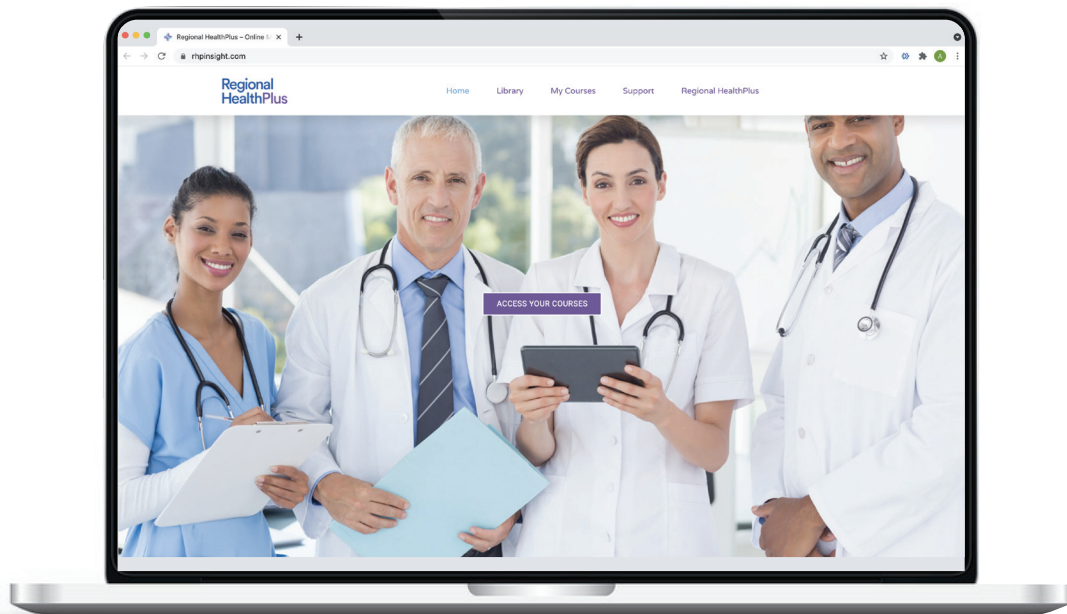 Regional HealthPlus – Online
rhpinsight.com
A
Regional
HealthPlus
Home Library My Courses Support Regional HealthPlus
ACCESS YOUR COURSES